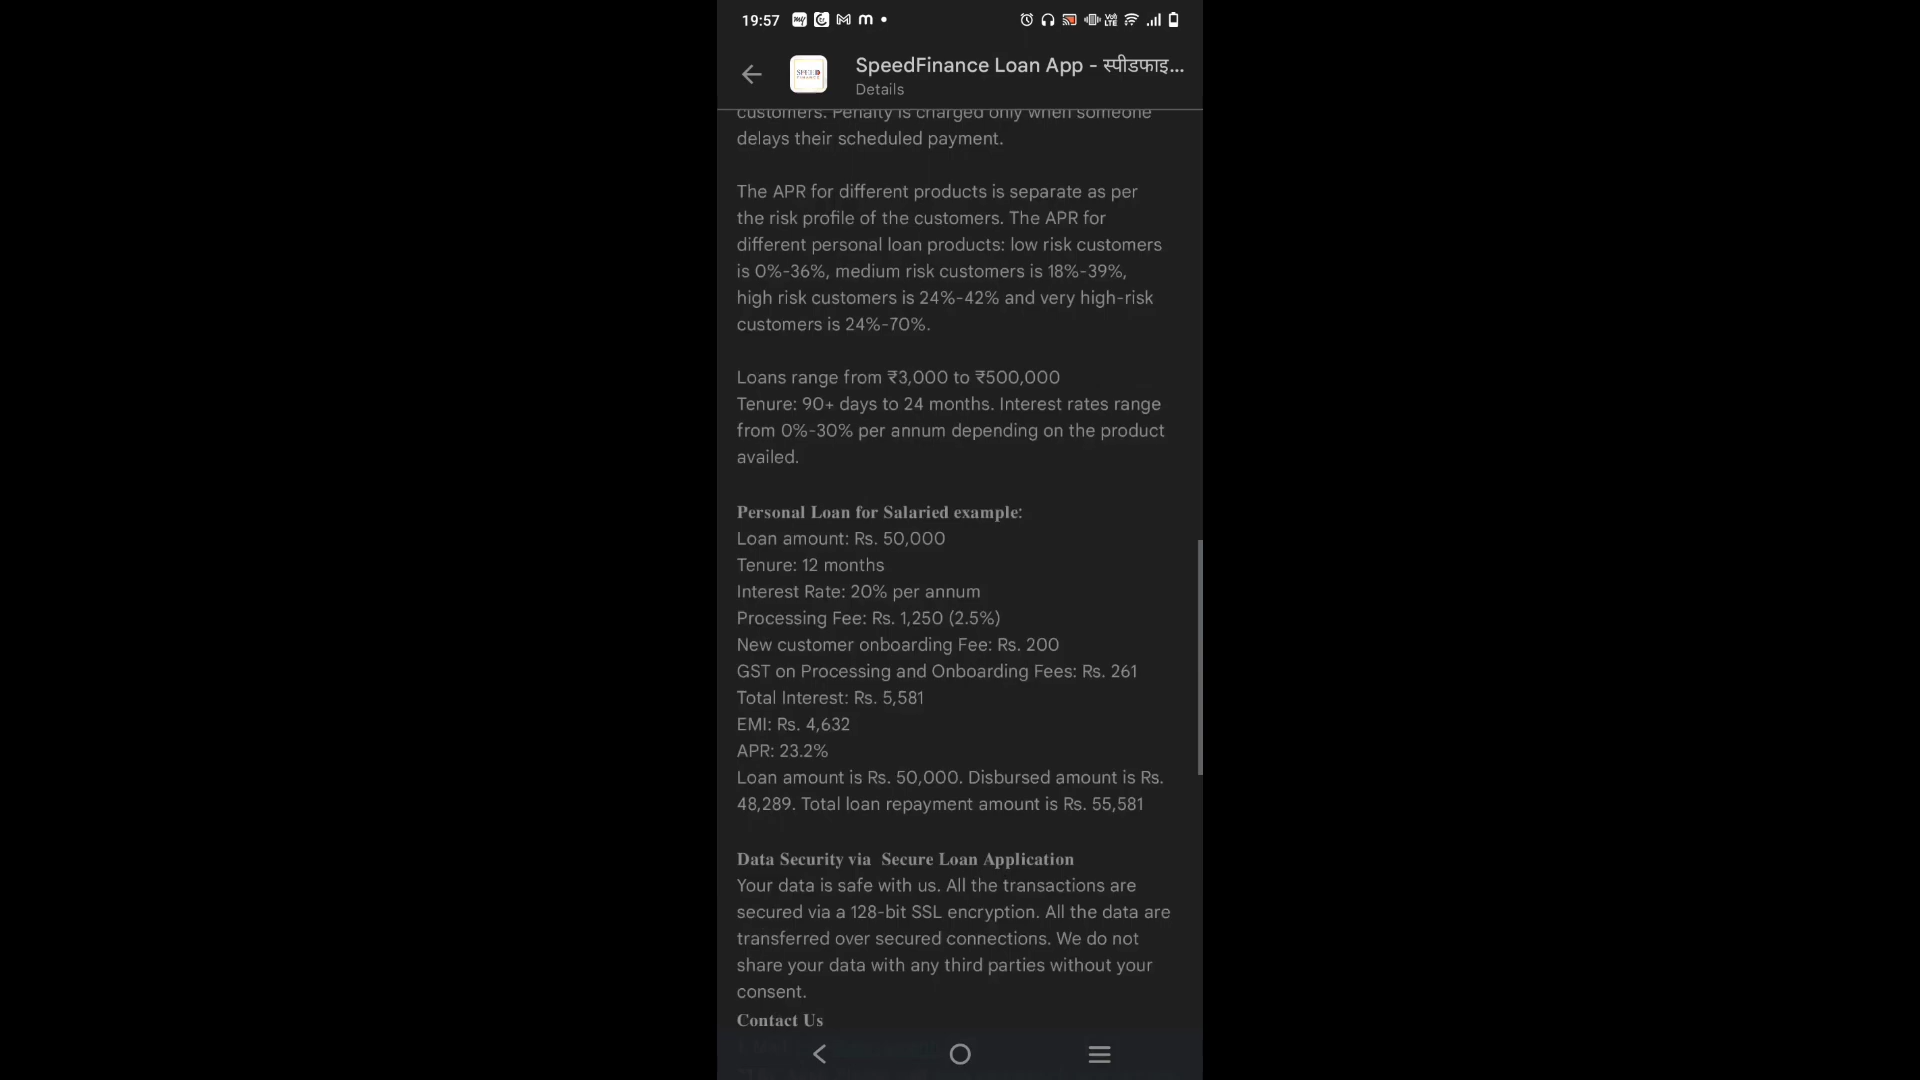 19:57
SpeedFinance Loan App - स्पीडफाइ...
SPEED
FINANCE
Details
customers. Penalty is charged only when someone
delays their scheduled payment.
The APR for different products is separate as per
the risk profile of the customers. The APR for
different personal loan products: low risk customers
is 0%-36%, medium risk customers is 18%-39%,
high risk customers is 24%-42% and very high-risk
customers is 24%-70%.
Loans range from ₹3,000 to ₹500,000
Tenure: 90+ days to 24 months. Interest rates range
from 0%-30% per annum depending on the product
availed.
Personal Loan for Salaried example:
Loan amount: Rs. 50,000
Tenure: 12 months
Interest Rate: 20% per annum
Processing Fee: Rs. 1,250 (2.5%)
New customer onboarding Fee: Rs. 200
GST on Processing and Onboarding Fees: Rs. 261
Total Interest: Rs. 5,581
EMI: Rs. 4,632
APR: 23.2%
Loan amount is Rs. 50,000. Disbursed amount is Rs.
48,289. Total loan repayment amount is Rs. 55,581
Data Security via  Secure Loan Application
Your data is safe with us. All the transactions are
secured via a 128-bit SSL encryption. All the data are
transferred over secured connections. We do not
share your data with any third parties without your
consent.
Contact Us